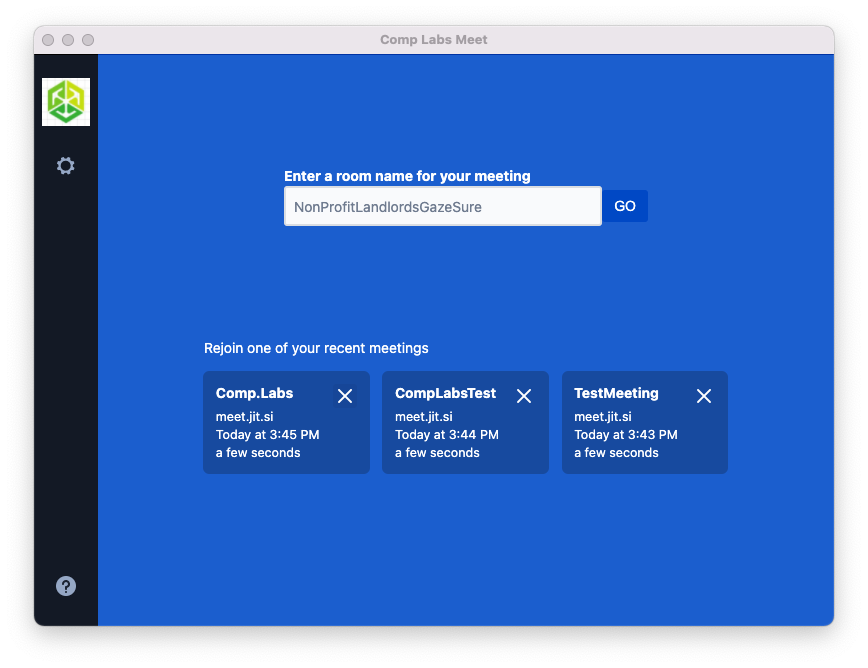 Comp Labs Meet
Enter a room name for your meeting
NonProfitLandlordsGazeSure
GO
Rejoin one of your recent meetings
Comp.Labs
meet.jit.si
Today at 3:45 PM
a few seconds
CompLabsTest
meet.jit.si
Today at 3:44 PM
a few seconds
TestMeeting
meet.jit.si
Today at 3:43 PM
a few seconds
?